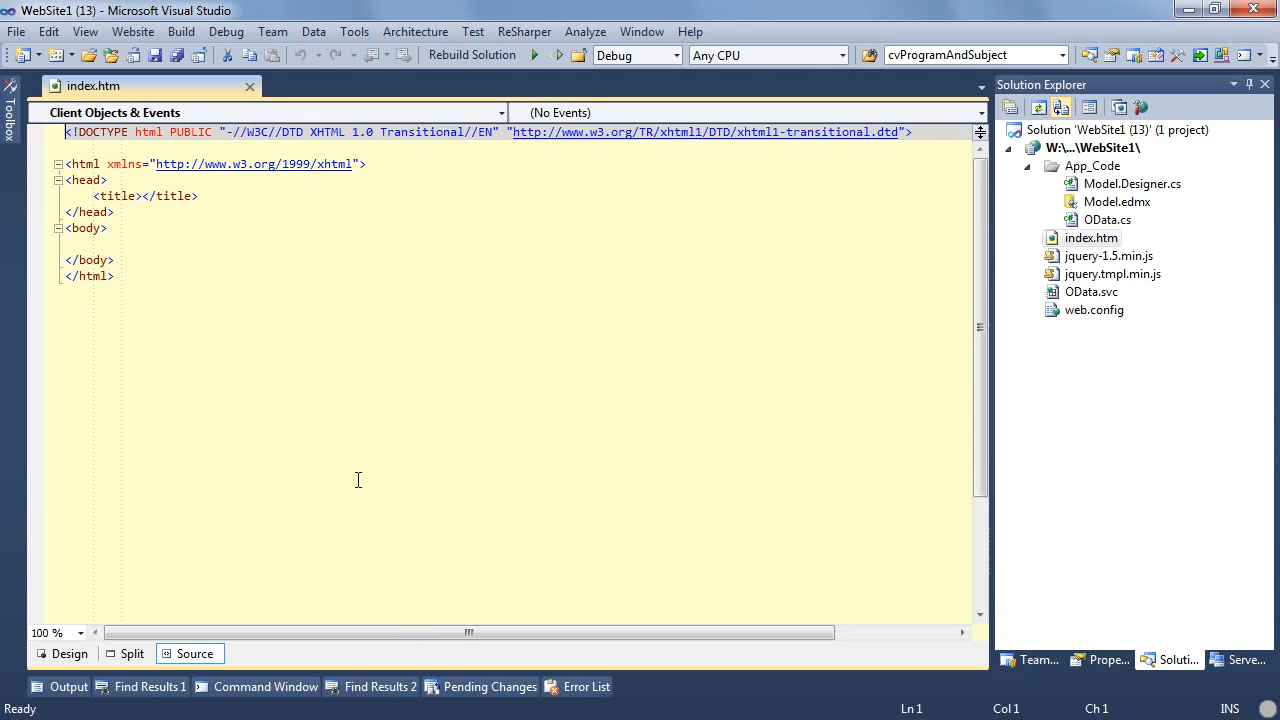 WebSite1 (13) - Microsoft Visual Studio
File Edit View Website Build Debug Team Data Tools Architecture Test ReSharper Analyze Window Help
Rebuild Solution Debug Any CPU cvProgramAndSubject
Toolbox
index.htm
Client Objects & Events (No Events)
<!DOCTYPE html PUBLIC "-//W3C//DTD XHTML 1.0 Transitional//EN" "http://www.w3.org/TR/xhtml1/DTD/xhtml1-transitional.dtd">
<html xmlns="http://www.w3.org/1999/xhtml">
<head>
<title></title>
</head>
<body>
</body>
</html>
100 %
Design Split Source
Solution Explorer
Solution 'WebSite1 (13)' (1 project)
W:\...\WebSite1\
App_Code
Model.Designer.cs
Model.edmx
OData.cs
index.htm
jquery-1.5.min.js
jquery.tmpl.min.js
OData.svc
web.config
Team... Prope... Soluti... Serve...
Output Find Results 1 Command Window Find Results 2 Pending Changes Error List
Ready Ln 1 Col 1 Ch 1 INS